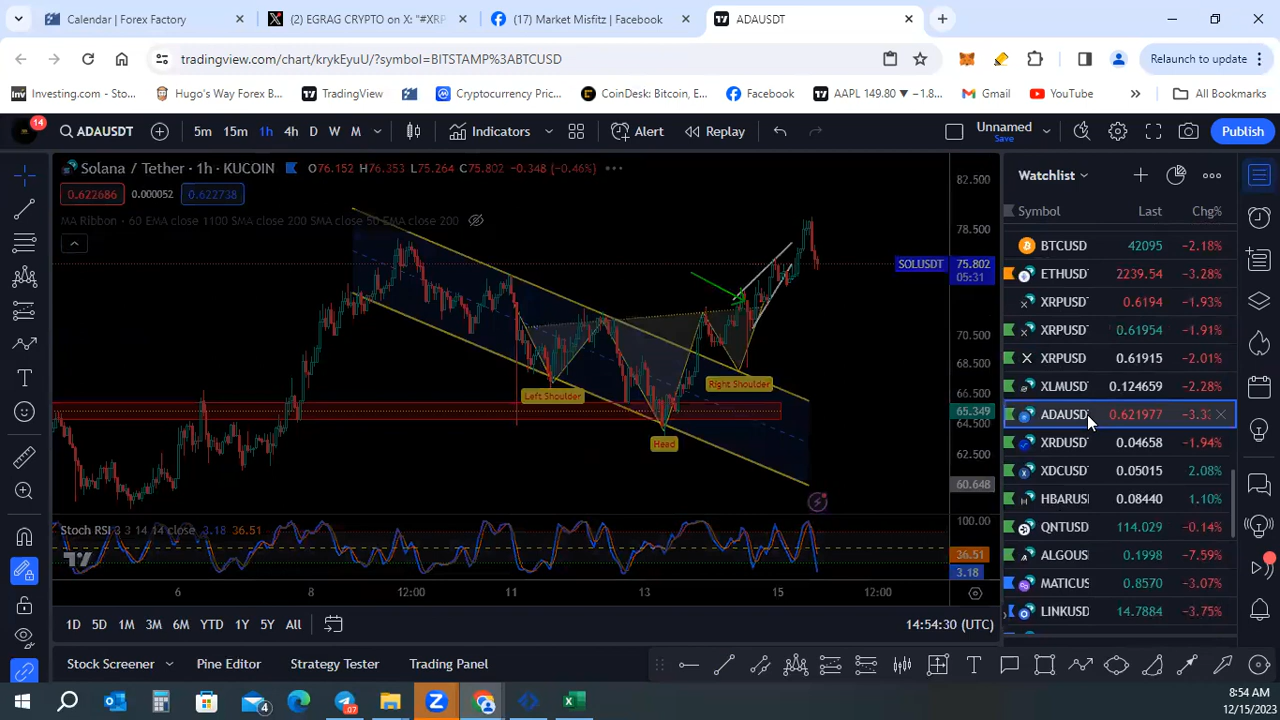 Calendar | Forex Factory
(2) EGRAG CRYPTO on X: "#XRP
(17) Market Misfitz | Facebook
ADAUSDT
tradingview.com/chart/krykEyuU/?symbol=BITSTAMP%3ABTCUSD
Relaunch to update
Inv Investing.com - Sto...
Hugo's Way Forex B...
TradingView
Cryptocurrency Pric...
CoinDesk: Bitcoin, E...
Facebook
AAPL 149.80 ▼ −1.8...
Gmail
YouTube
All Bookmarks
14
ADAUSDT
5m 15m 1h 4h D W M
Indicators
Alert
Replay
Unnamed
Save
Publish
Solana / Tether · 1h · KUCOIN O76.152 H76.353 L75.264 C75.802 −0.348 (−0.46%)
0.622686 0.000052 0.622738
MA Ribbon · 60 EMA close 1100 SMA close 200 SMA close 50 EMA close 200
82.500
78.500
SOLUSDT 75.802
05:31
70.500
68.500
66.500
65.349
64.500
62.500
60.648
Left Shoulder
Right Shoulder
Head
Stoch RSI 3 3 14 14 close 3.18 36.51
100.00
36.51
3.18
6 8 12:00 11 13 15 12:00
1D 5D 1M 3M 6M YTD 1Y 5Y All
14:54:30 (UTC)
Stock Screener
Pine Editor
Strategy Tester
Trading Panel
Watchlist
Symbol Last Chg%
BTCUSD 42095 −2.18%
ETHUSD 2239.54 −3.28%
XRPUSD 0.6194 −1.93%
XRPUSD 0.61954 −1.91%
XRPUSD 0.61915 −2.01%
XLMUSD 0.124659 −2.28%
ADAUSD 0.621977 −3.3
XRDUSD 0.04658 −1.94%
XDCUSD 0.05015 2.08%
HBARUS 0.08440 1.10%
QNTUSD 114.029 −0.14%
ALGOUS 0.1998 −7.59%
MATICUS 0.8570 −3.07%
LINKUSD 14.7884 −3.75%
4
07
8:54 AM
12/15/2023